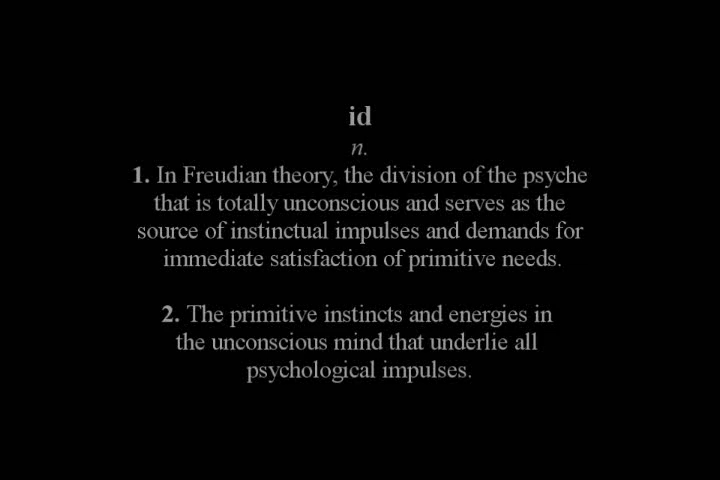 id
n.
1. In Freudian theory, the division of the psyche
that is totally unconscious and serves as the
source of instinctual impulses and demands for
immediate satisfaction of primitive needs.
2. The primitive instincts and energies in
the unconscious mind that underlie all
psychological impulses.